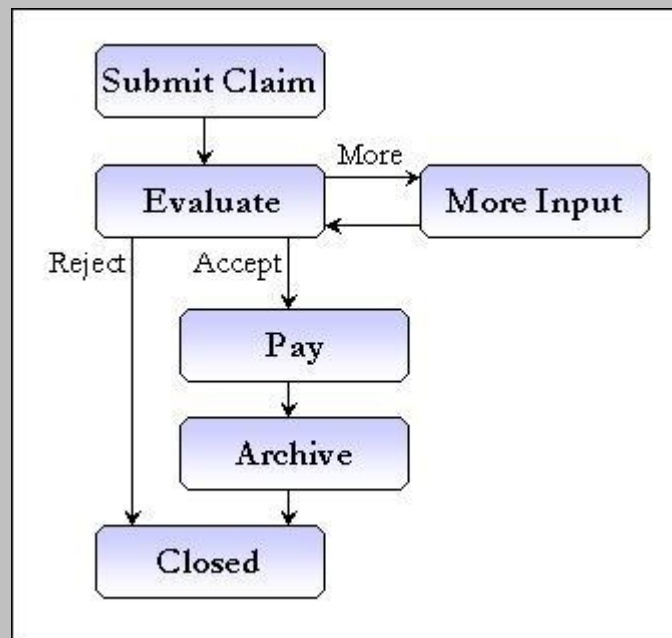 Submit Claim
More
Evaluate
More Input
Reject
Accept
Pay
Archive
Closed